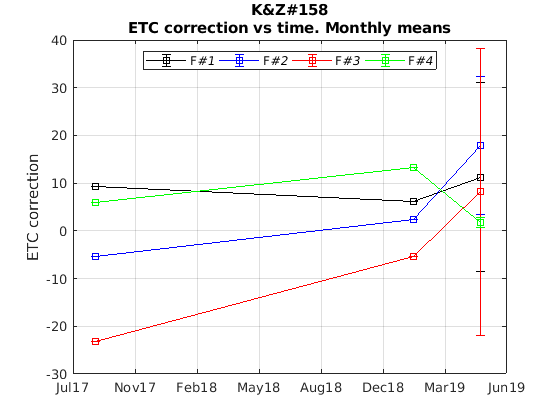 K&Z#158
ETC correction vs time. Monthly means
F#1 F#2 F#3 F#4
ETC correction
40
30
20
10
0
-10
-20
-30
Jul17 Nov17 Feb18 May18 Aug18 Dec18 Mar19 Jun19